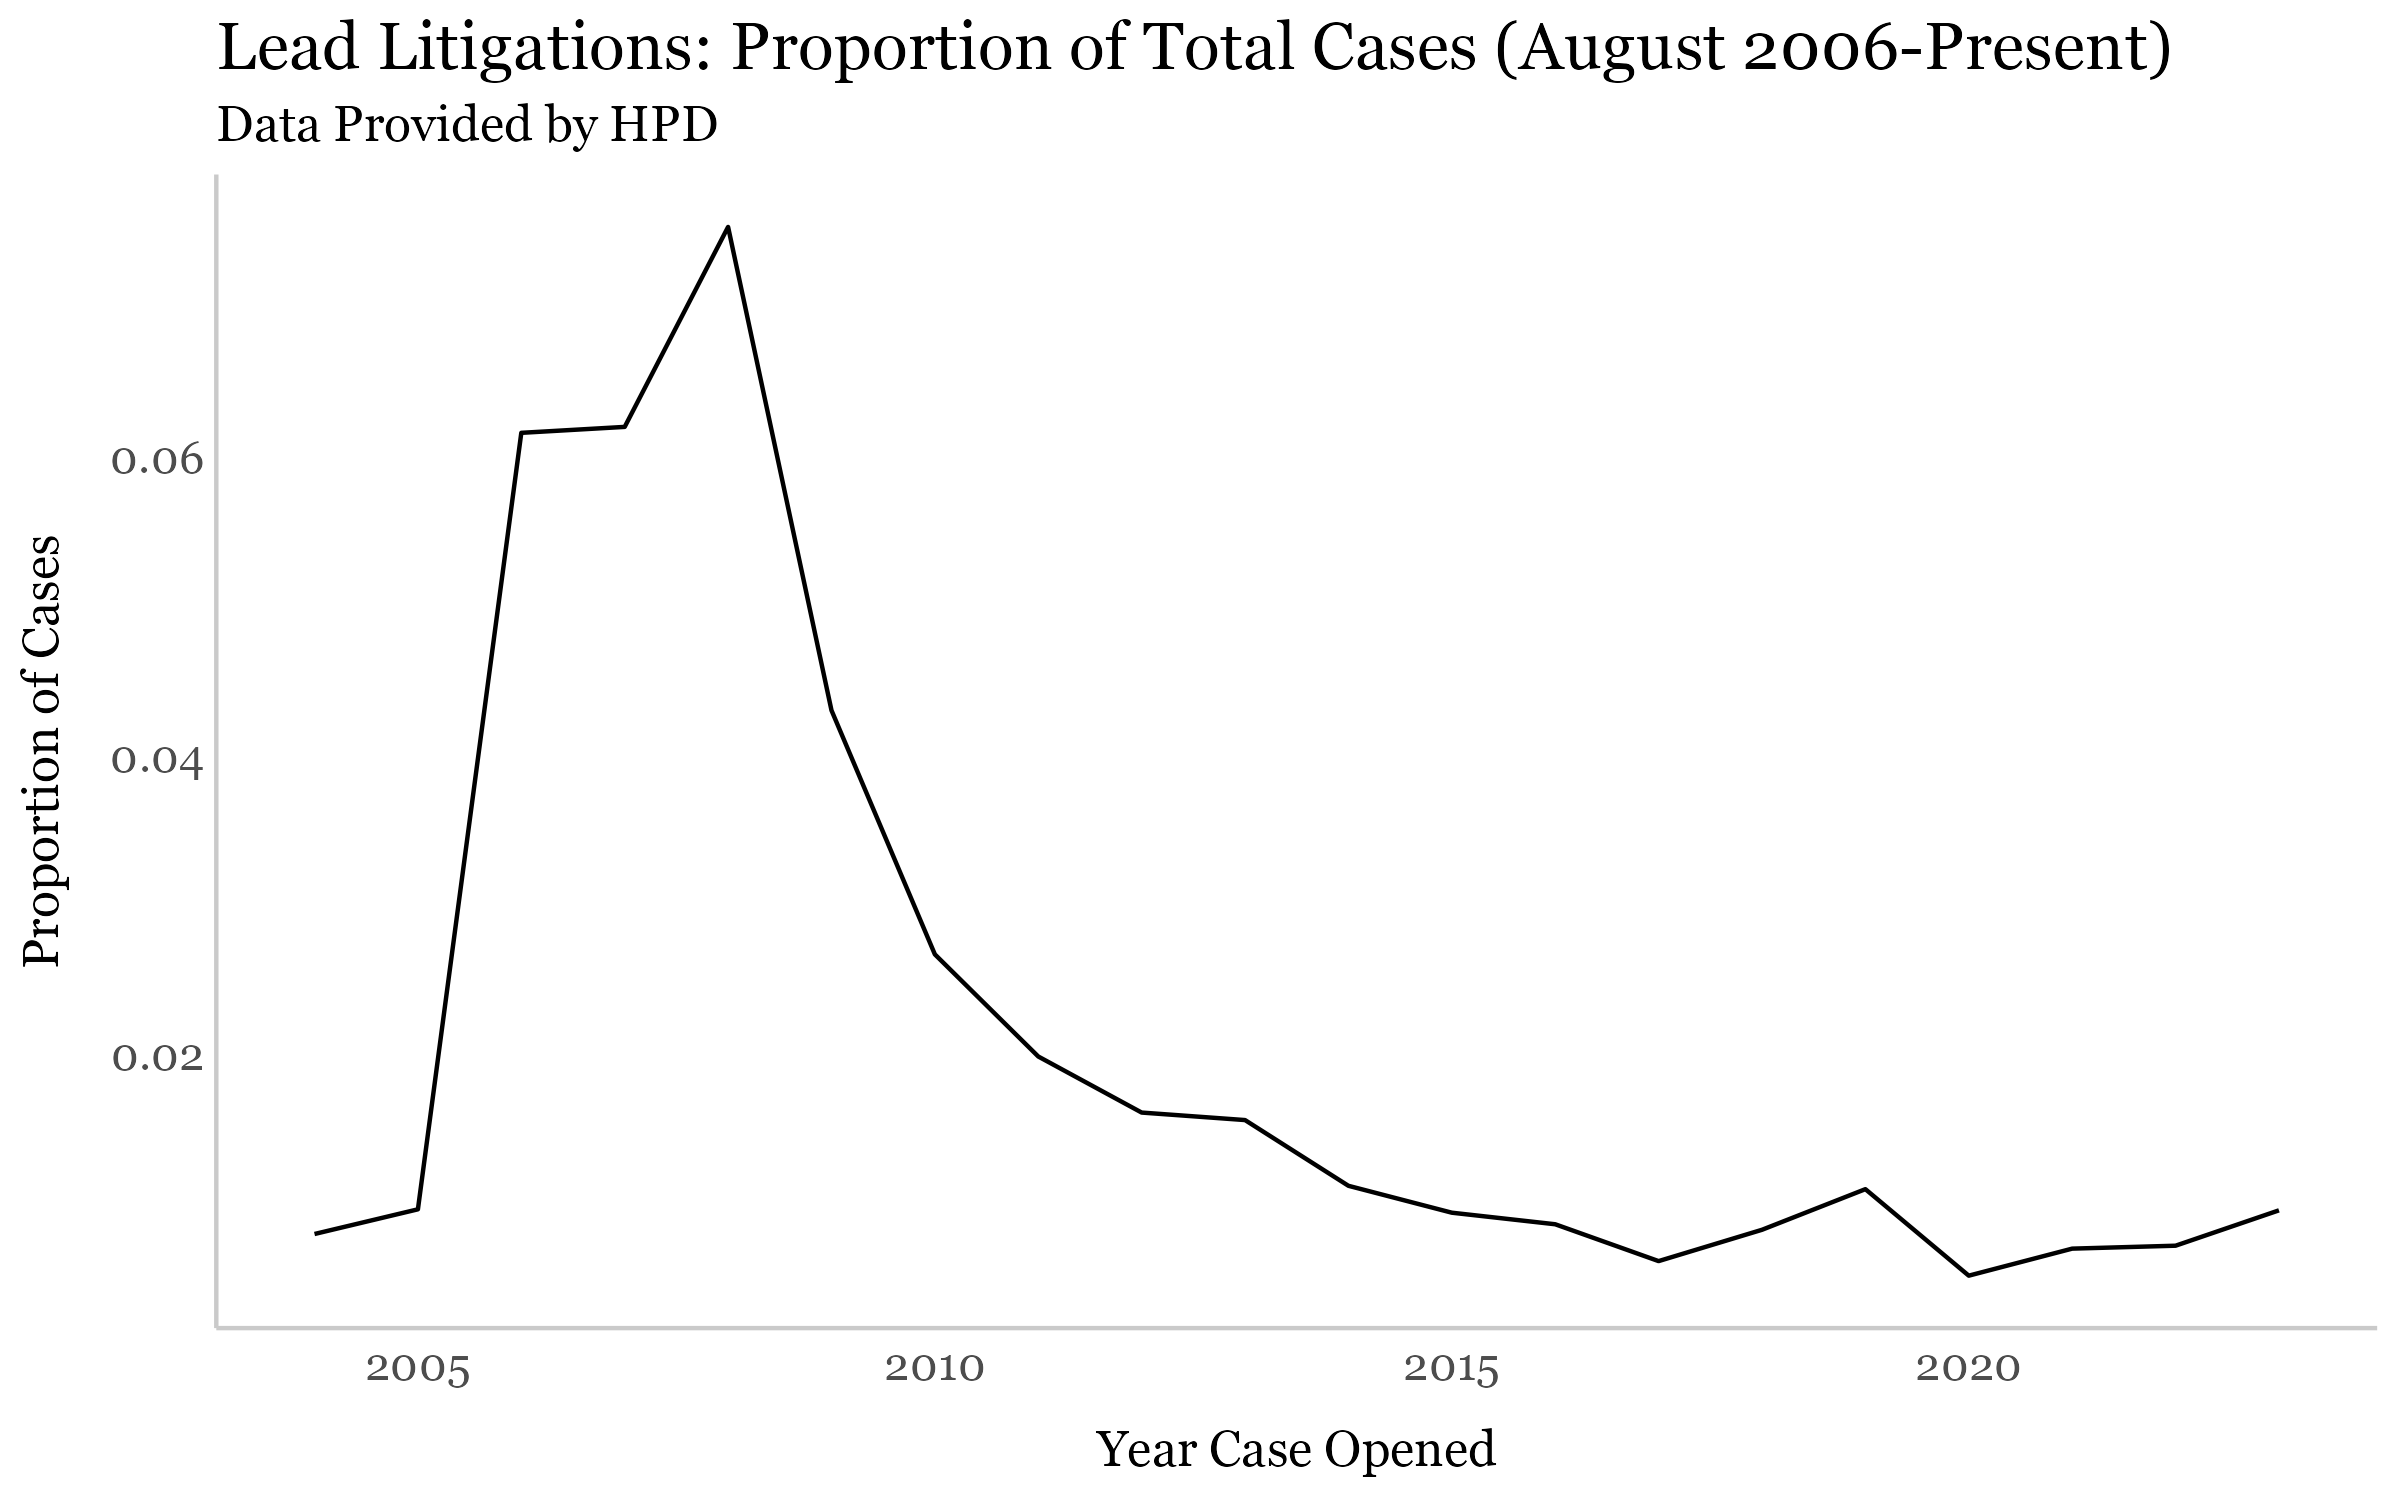 Lead Litigations: Proportion of Total Cases (August 2006-Present)
Data Provided by HPD
0.06
0.04
0.02
Proportion of Cases
2005 2010 2015 2020
Year Case Opened